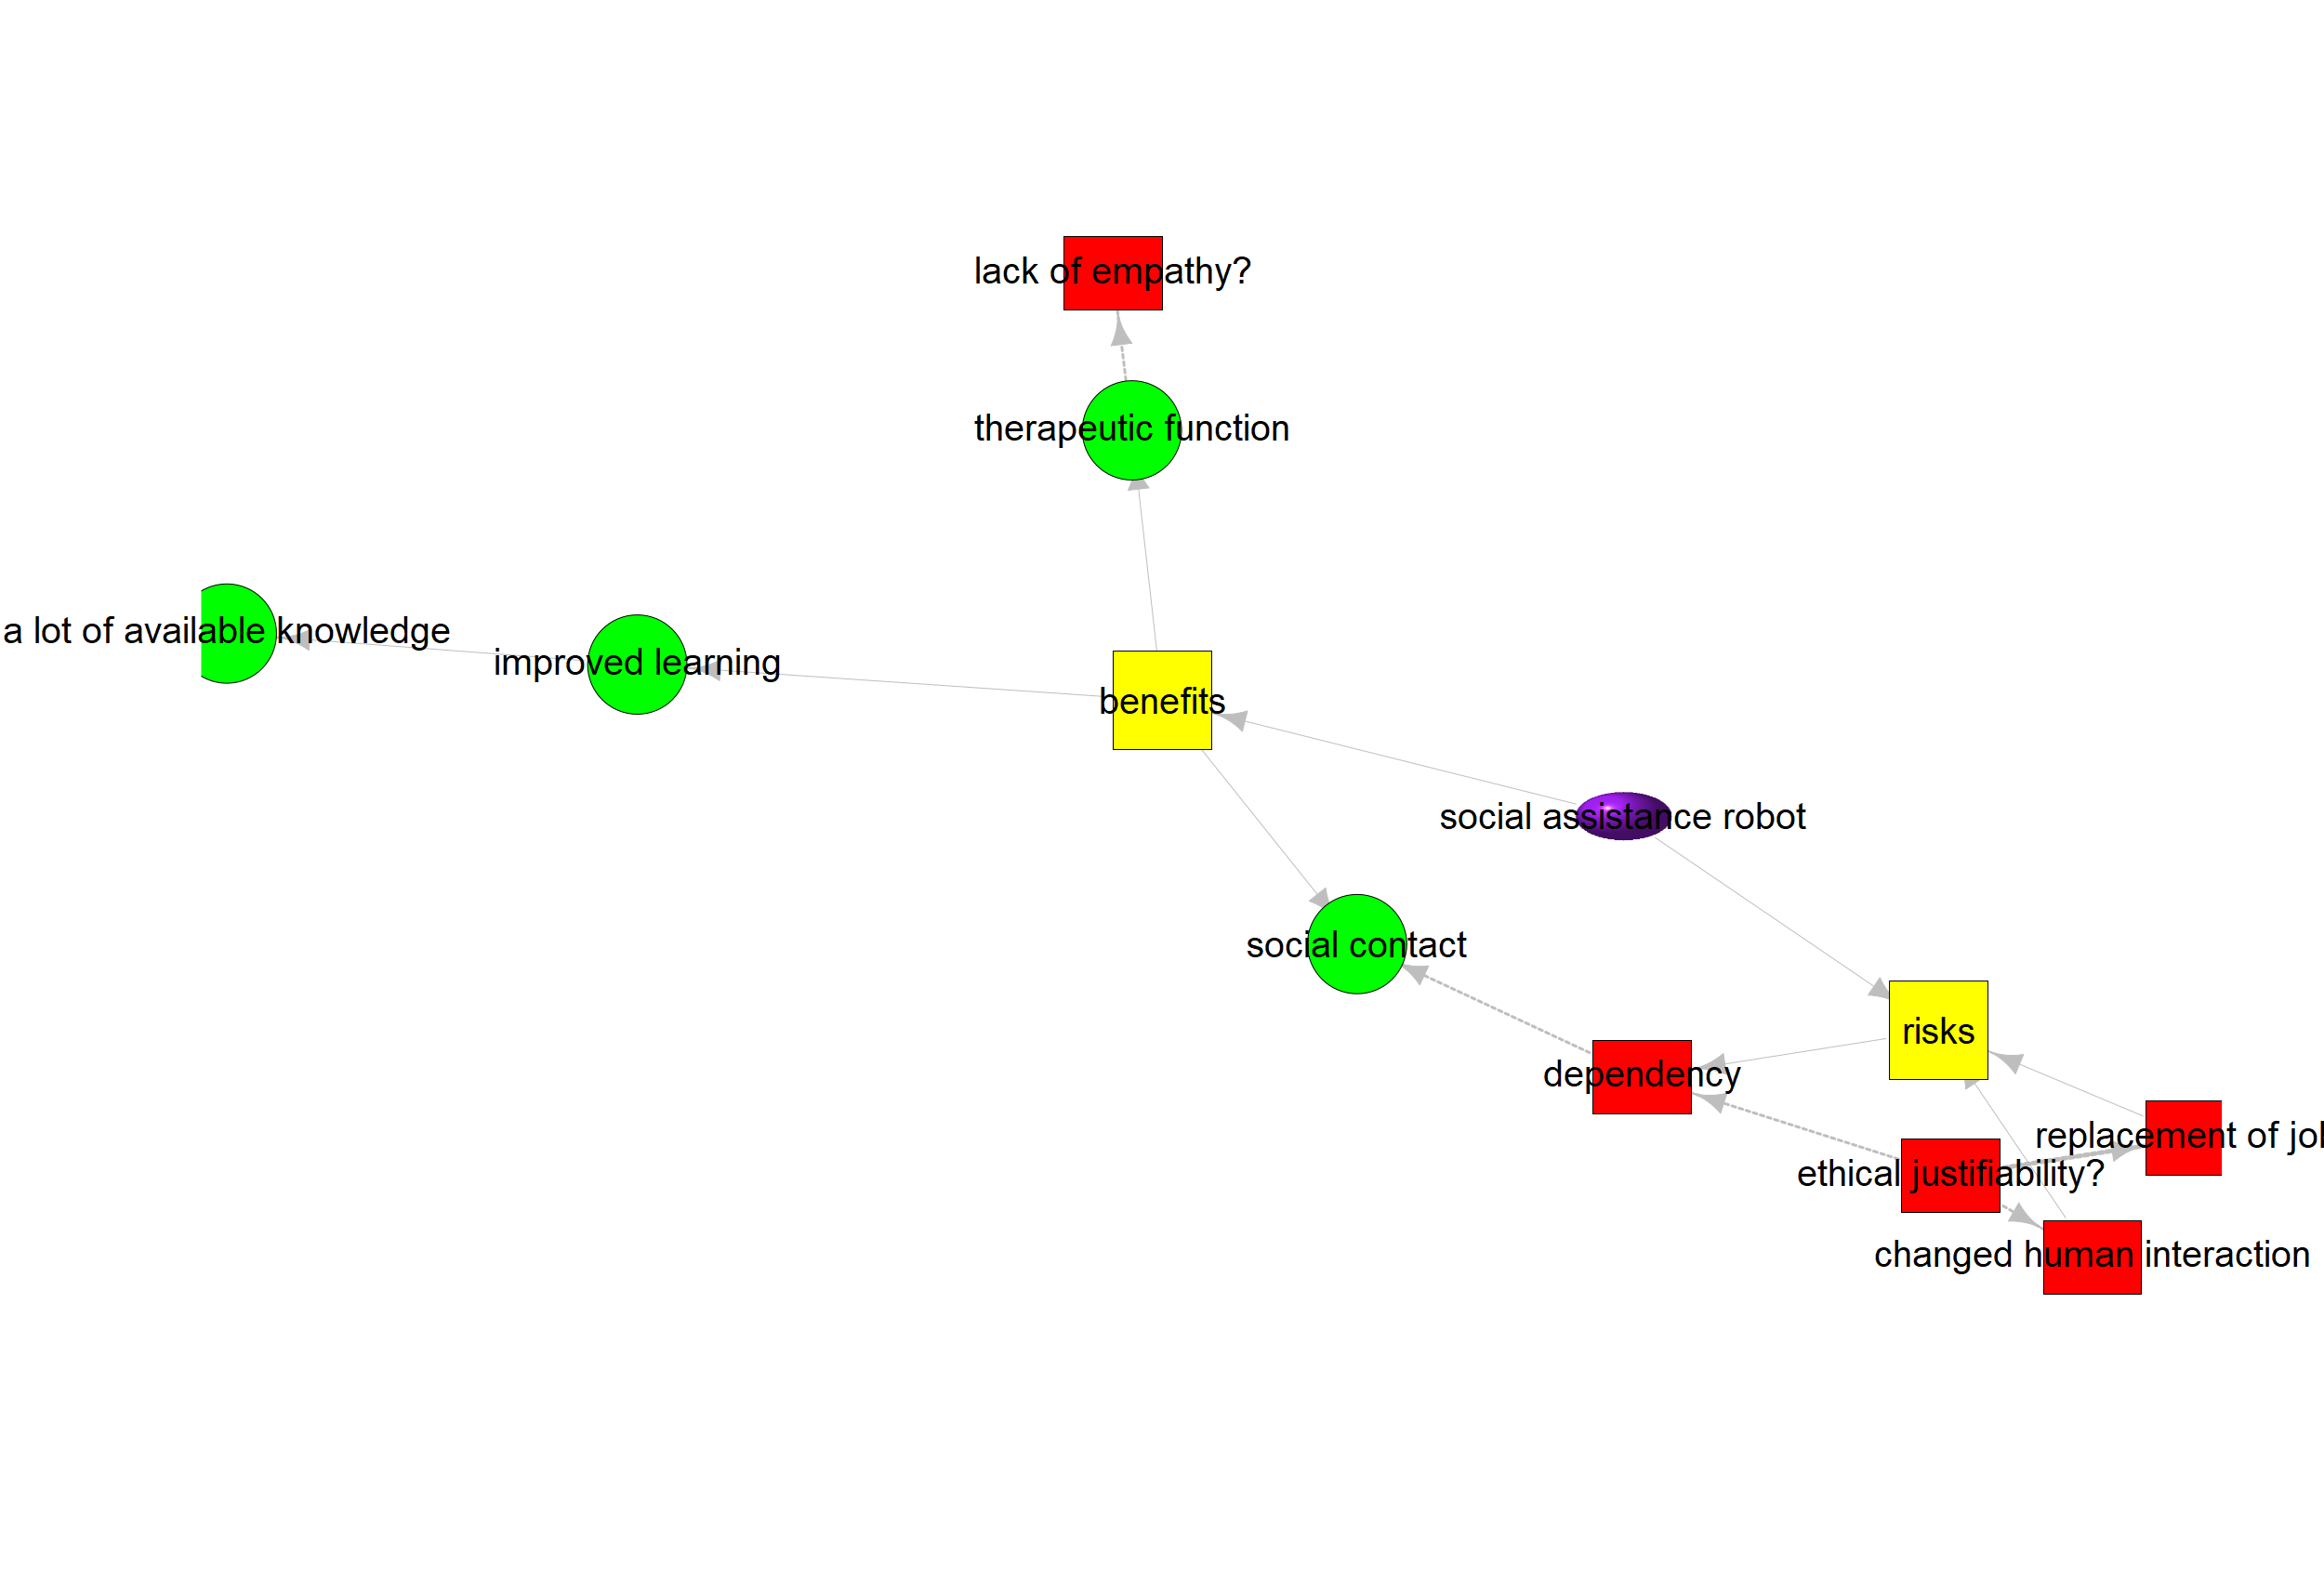 lack of empathy?
therapeutic function
a lot of available knowledge
improved learning
benefits
social assistance robot
social contact
risks
dependency
replacement of
ethical justifiability?
changed human interaction